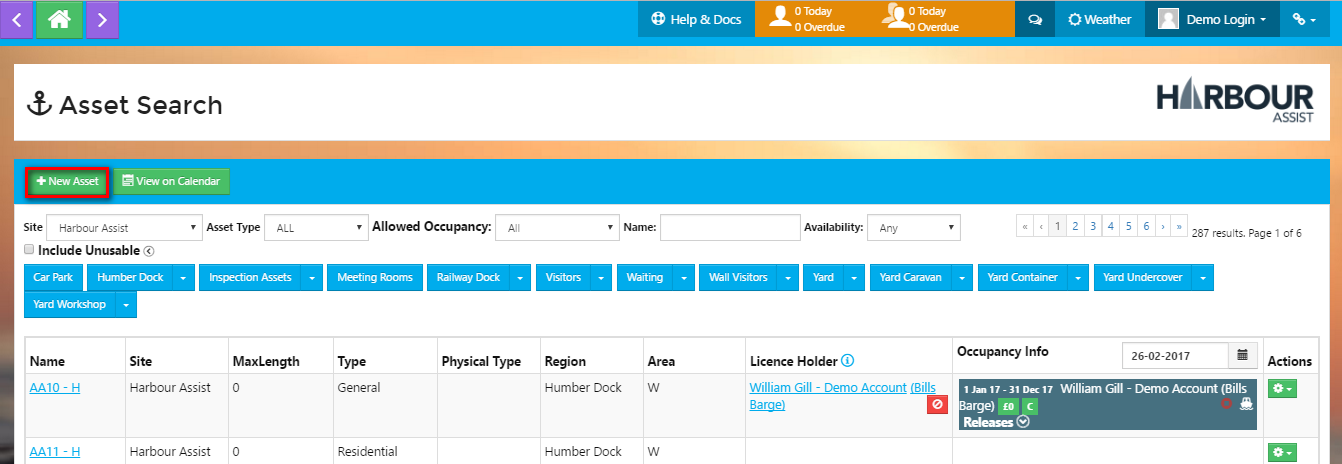 Help & Docs
0 Today
0 Overdue
0 Today
0 Overdue
Weather
Demo Login
Asset Search
HARBOUR
ASSIST
New Asset
View on Calendar
Site Harbour Assist Asset Type ALL Allowed Occupancy: All Name: Availability: Any « ‹ 1 2 3 4 5 6 › » 287 results. Page 1 of 6
Include Unusable
Car Park Humber Dock Inspection Assets Meeting Rooms Railway Dock Visitors Waiting Wall Visitors Yard Yard Caravan Yard Container Yard Undercover
Yard Workshop
Name Site MaxLength Type Physical Type Region Area Licence Holder Occupancy Info 26-02-2017 Actions
AA10 - H Harbour Assist 0 General Humber Dock W William Gill - Demo Account (Bills
Barge)
1 Jan 17 - 31 Dec 17 William Gill - Demo Account (Bills
Barge) £0 C
Releases
AA11 - H Harbour Assist 0 Residential Humber Dock W